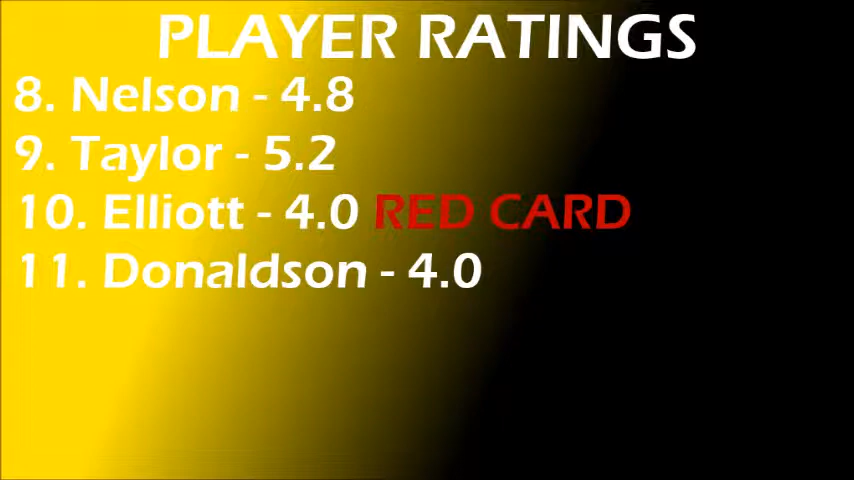 PLAYER RATINGS
8. Nelson - 4.8
9. Taylor - 5.2
10. Elliott - 4.0 RED CARD
11. Donaldson - 4.0